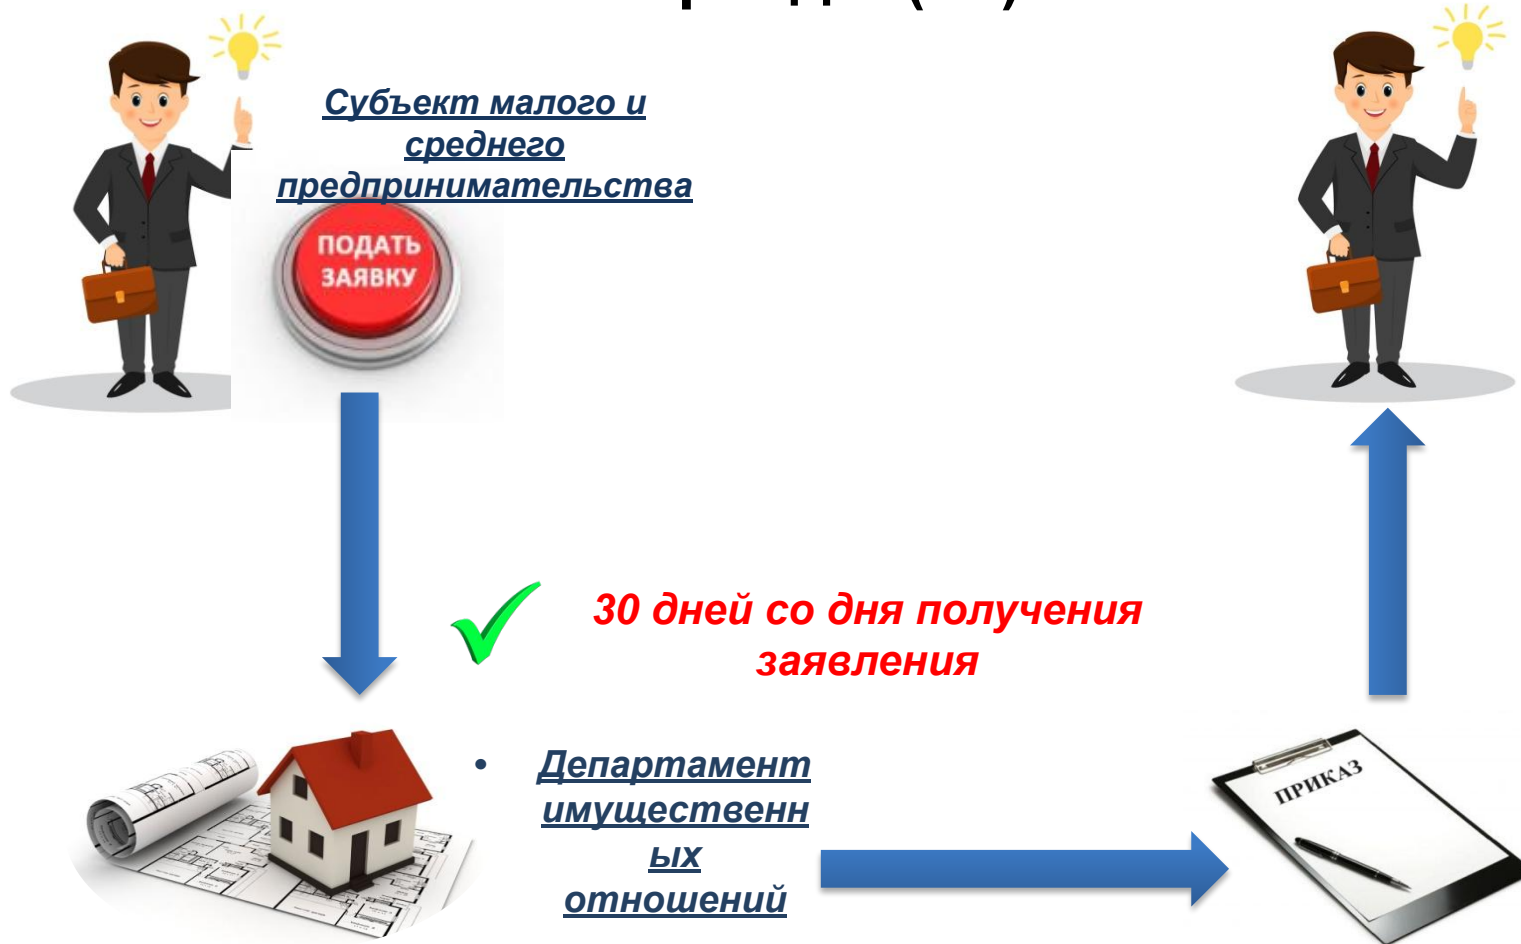 Субъект малого и
среднего
предпринимательства
ПОДАТЬ
ЗАЯВКУ
30 дней со дня получения
заявления
• Департамент
имущественн
ых
отношений
ПРИКАЗ